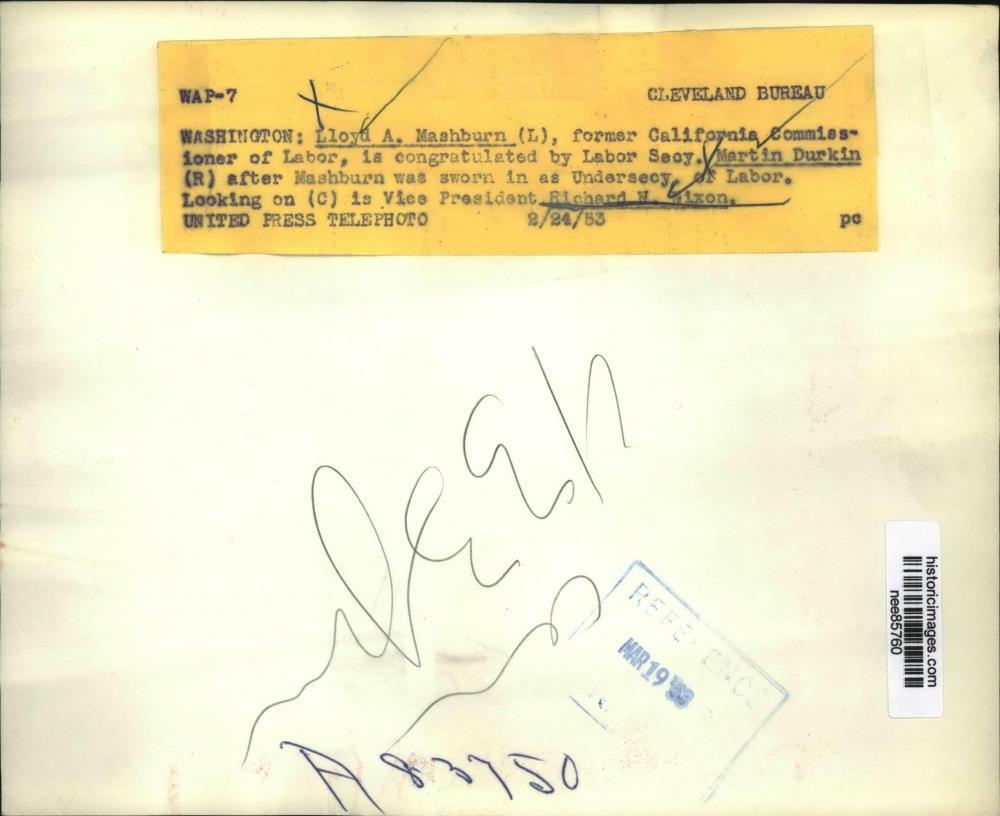 WAP-7 CLEVELAND BUREAU
WASHINGTON: Lloyd A. Mashburn (L), former California Commiss-
ioner of Labor, is congratulated by Labor Secy. Martin Durkin
(R) after Mashburn was sworn in as Undersecy. of Labor.
Looking on (C) is Vice President Richard N. Nixon.
UNITED PRESS TELEPHOTO 2/24/53 pc
REFERENCE
MAR 19
A 83750
historicimages.com
nee85760